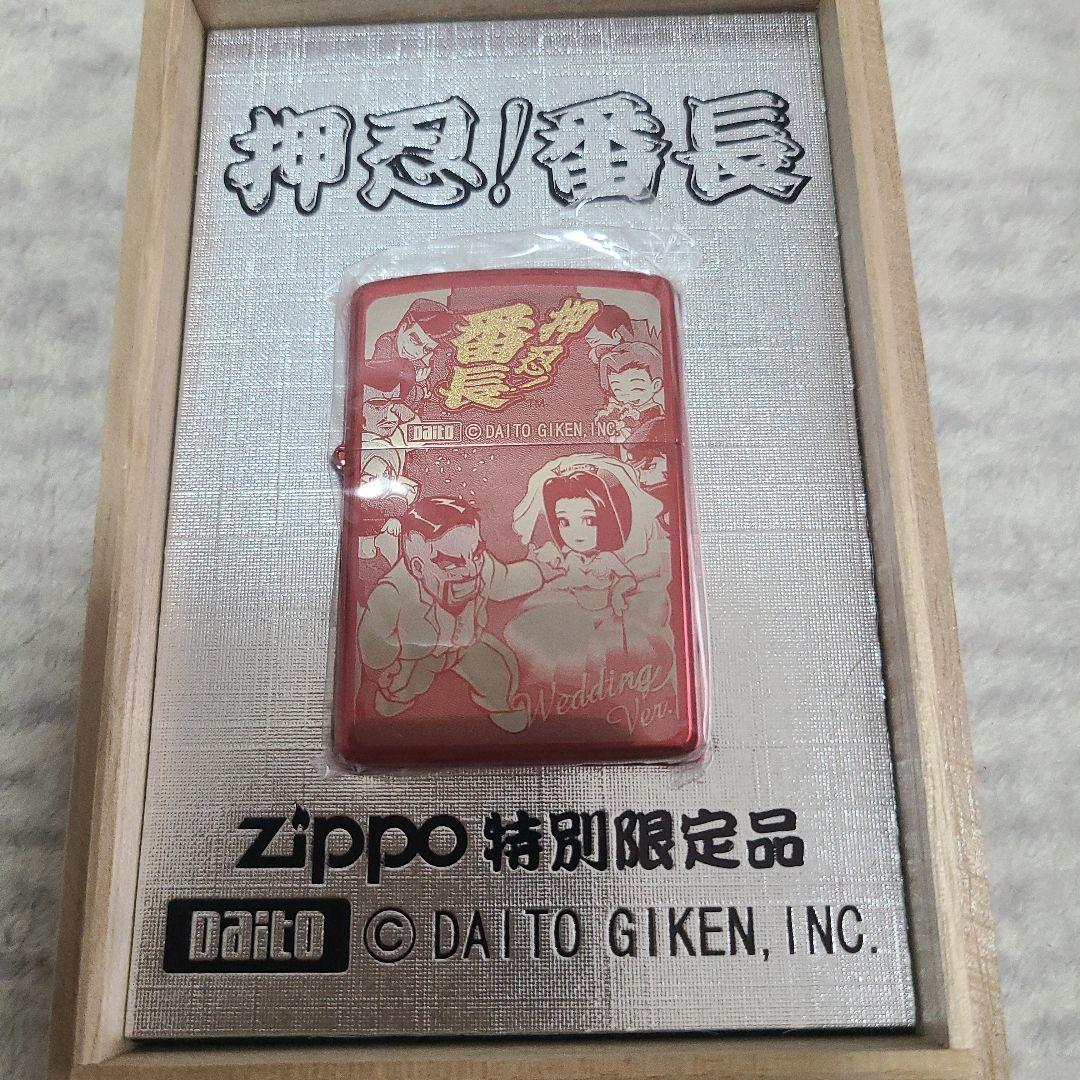 押忍!番長
押忍!
番長
TM
Daito ©DAITO GIKEN, INC.
Wedding
Ver.
zippo 特別限定品
Daito ©DAITO GIKEN, INC.